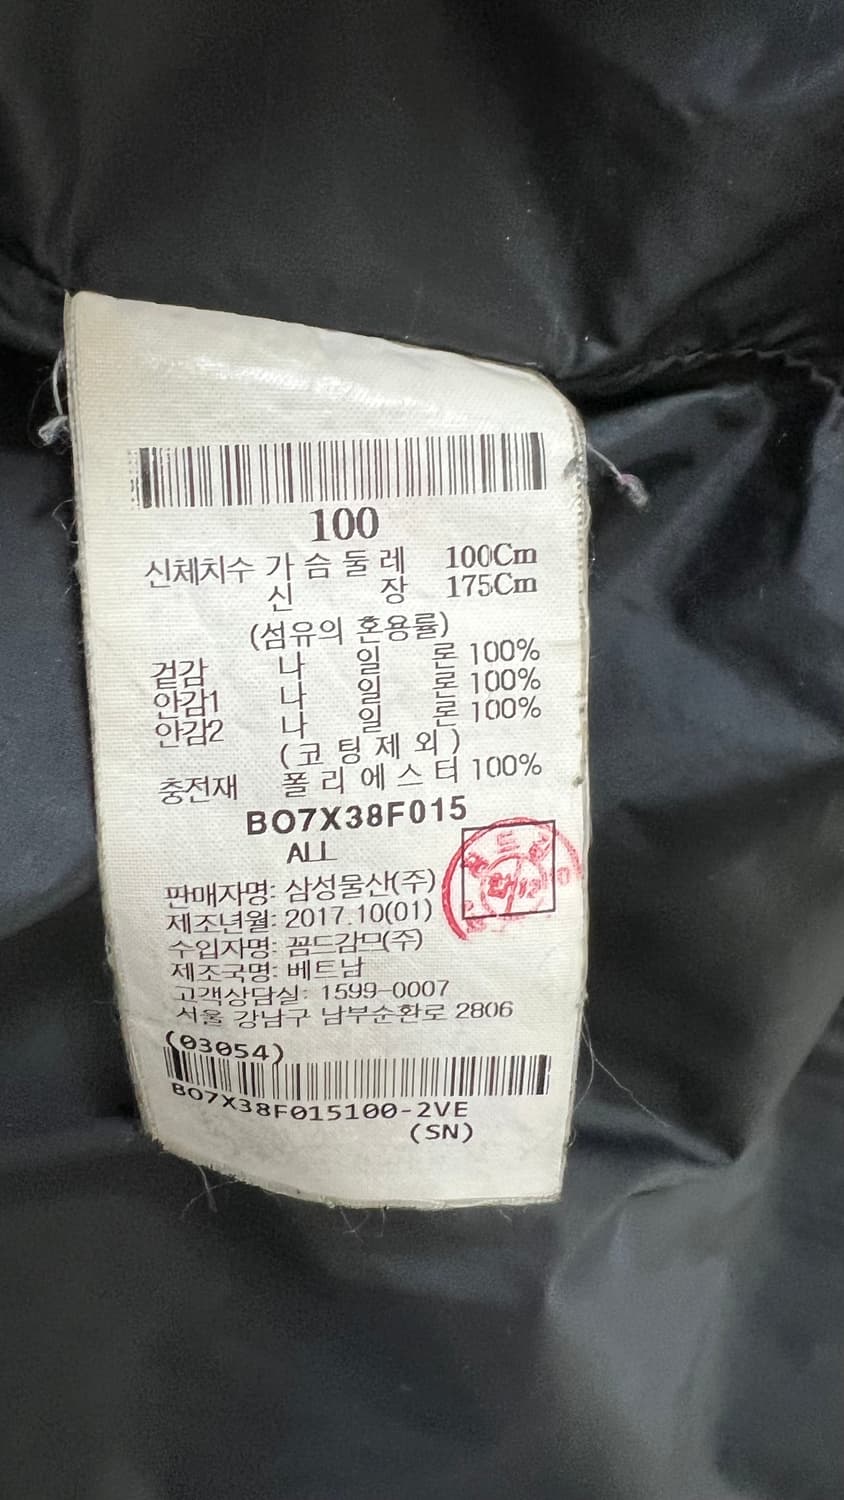 100
신체치수 가 슴 둘 레 100Cm
신 장 175Cm
(섬유의 혼용률)
겉감 나 일 론 100%
안감1 나 일 론 100%
안감2 나 일 론 100%
(코 팅 제 외)
충전재 폴 리 에 스 터 100%
BO7X38F015
ALL
판매자명: 삼성물산(주)
제조년월: 2017.10(01)
수입자명: 꼼드감므(주)
제조국명: 베트남
고객상담실: 1599-0007
서울 강남구 남부순환로 2806
(03054)
BO7X38F015100-2VE
(SN)